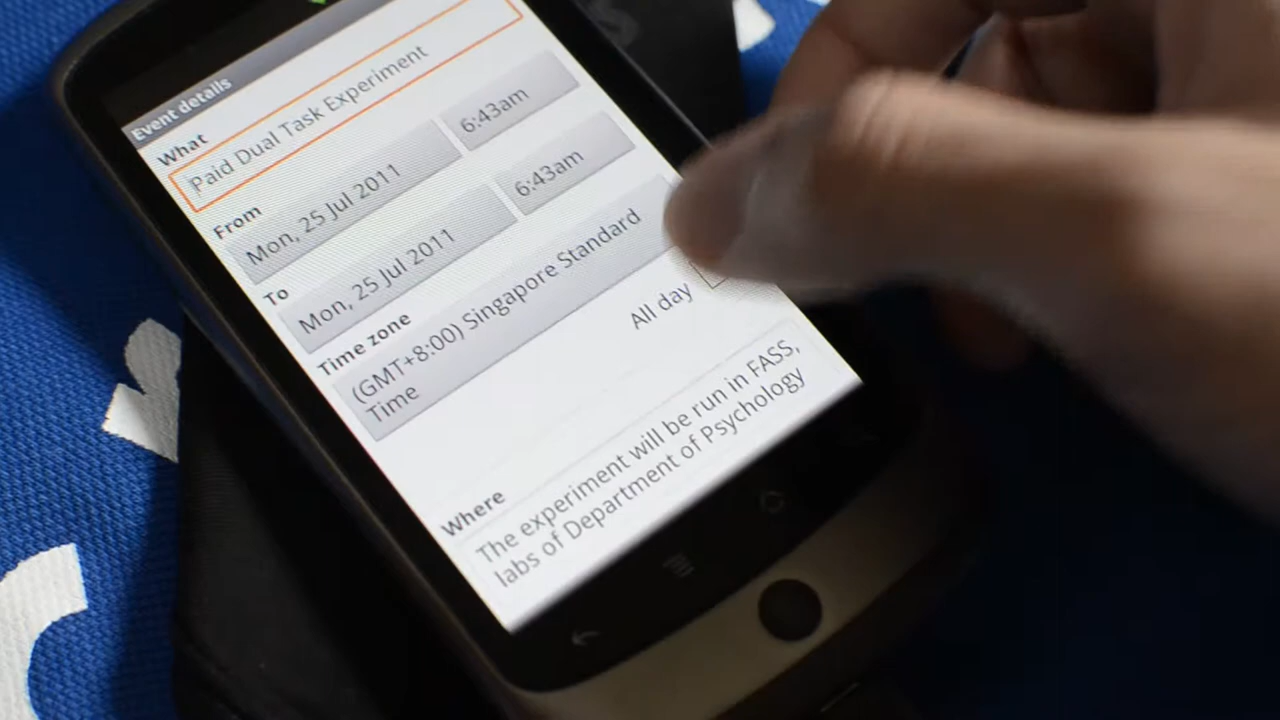 Event details
What
Paid Dual Task Experiment
From
Mon, 25 Jul 2011
6:43am
To
Mon, 25 Jul 2011
6:43am
Time zone
(GMT+8:00) Singapore Standard
Time
All day
Where
The experiment will be run in FASS,
labs of Department of Psychology